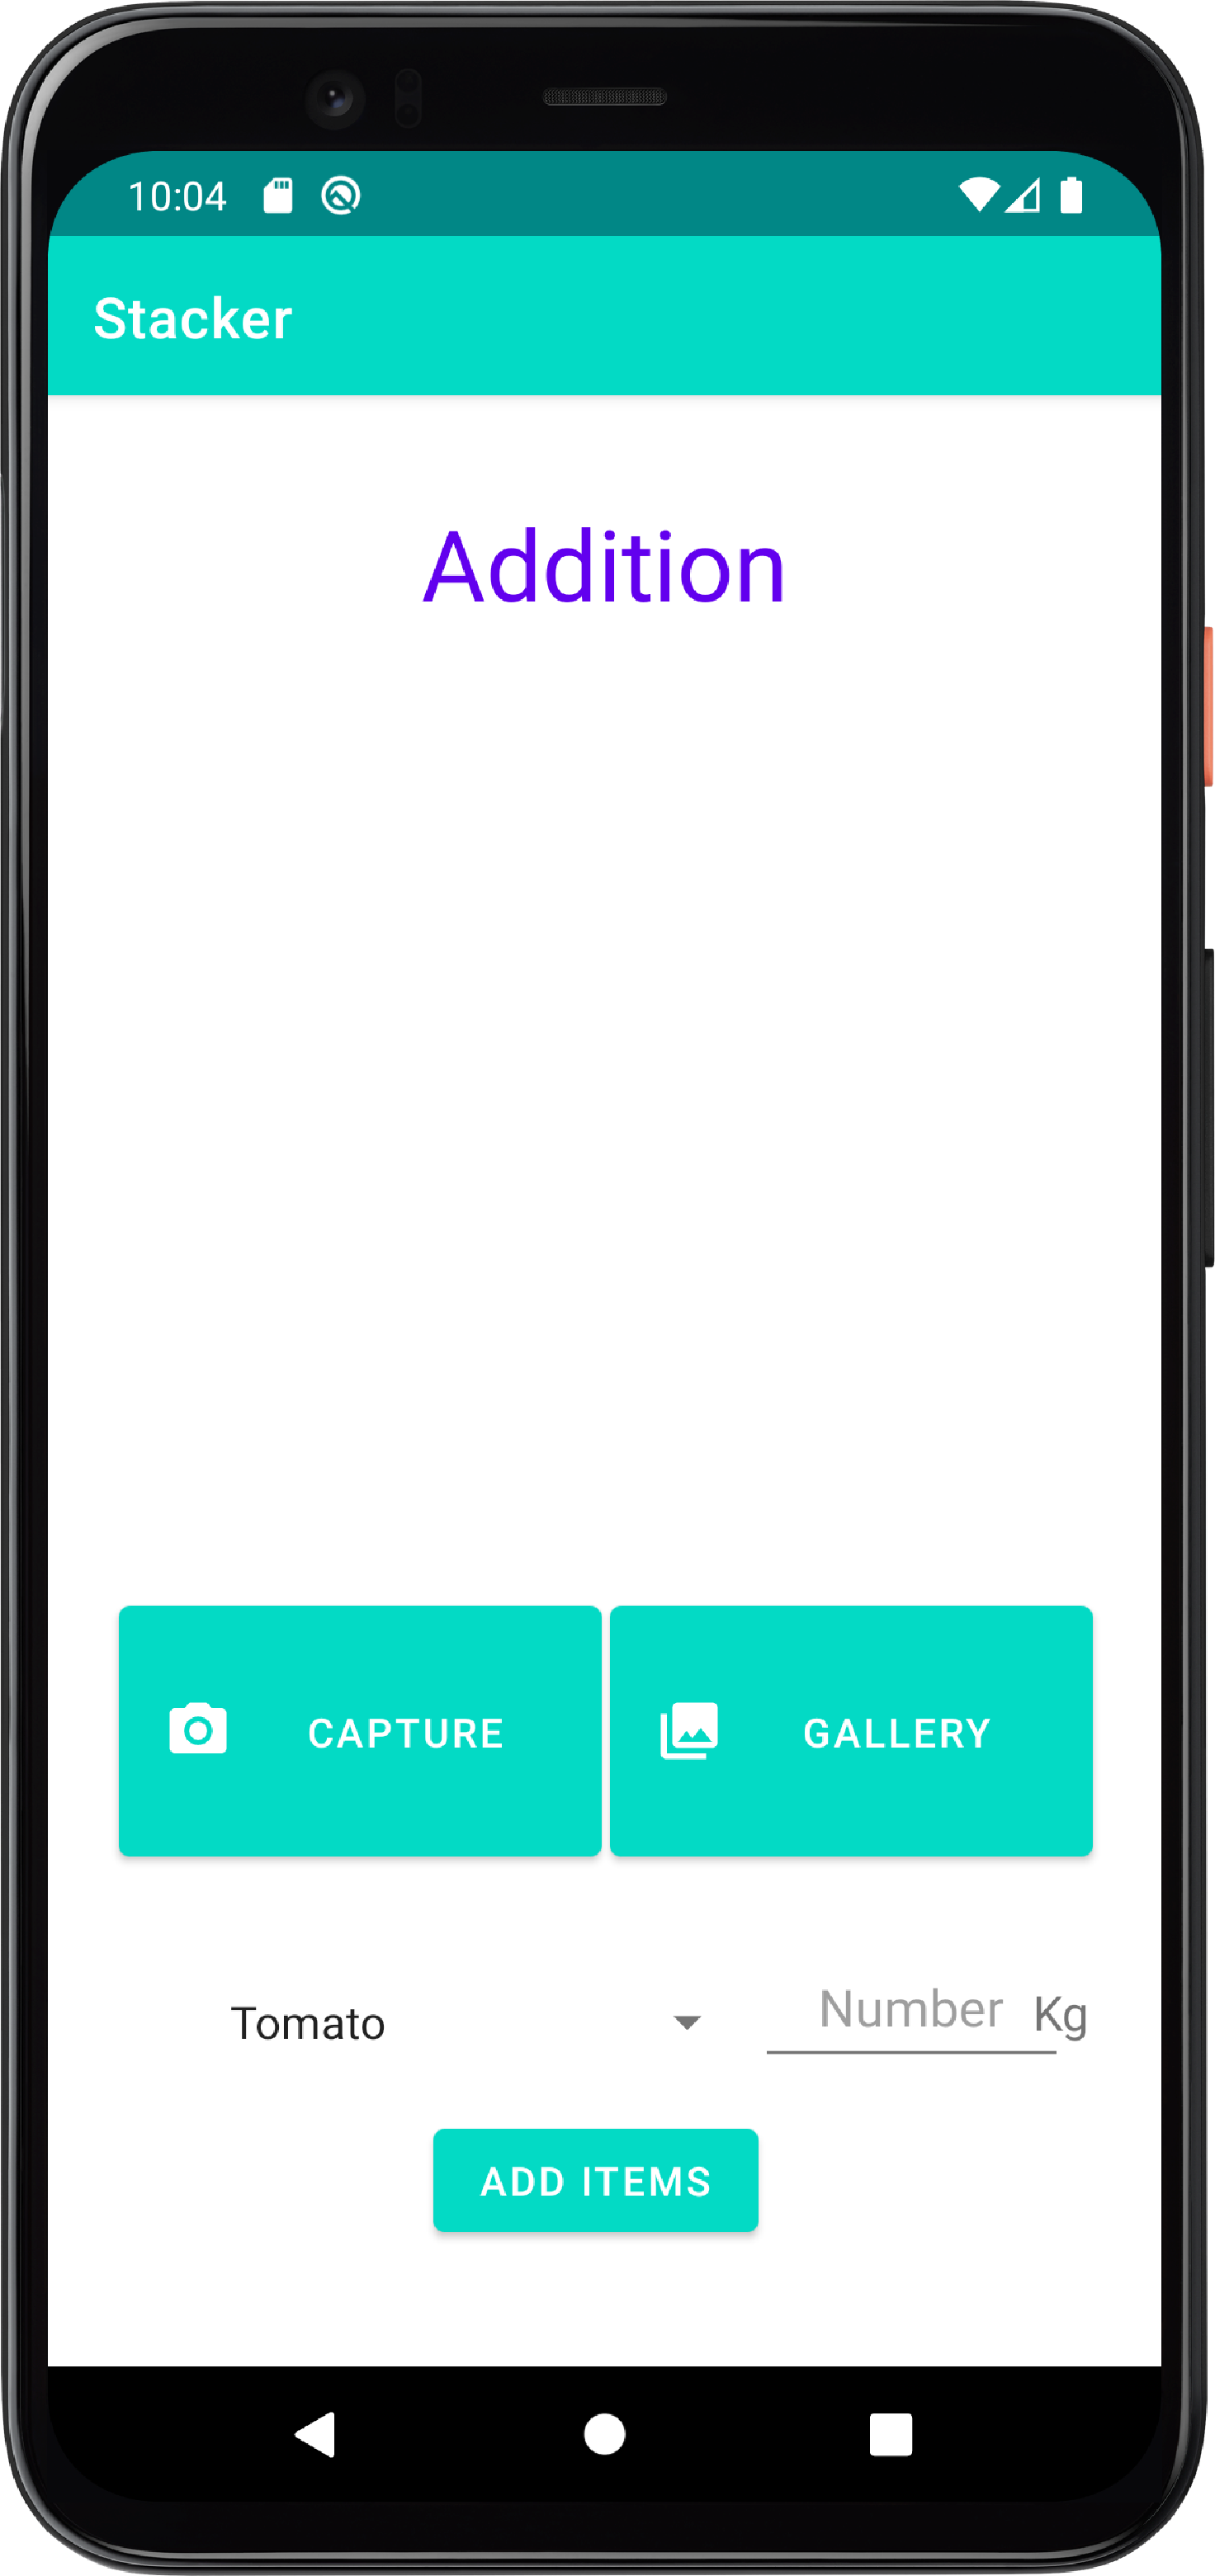 10:04
Stacker
Addition
CAPTURE GALLERY
Tomato Number Kg
ADD ITEMS